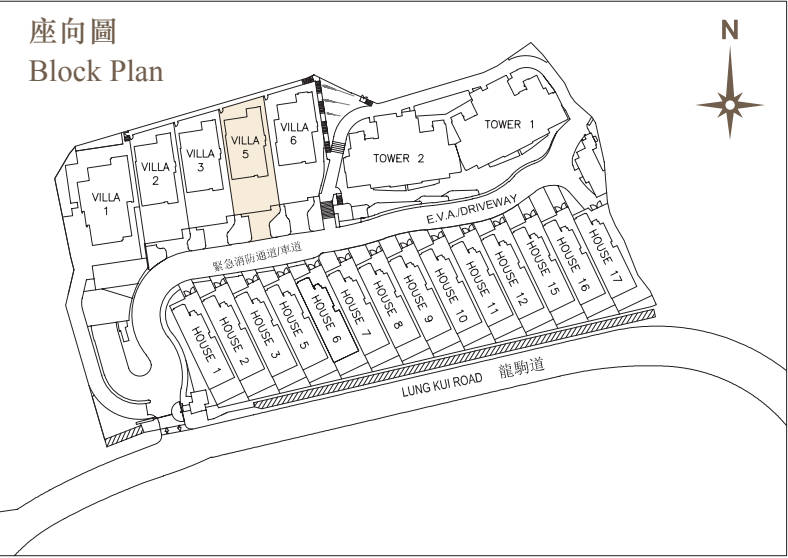 座向圖
Block Plan
N
TOWER 1
TOWER 2
VILLA
6
VILLA
5
VILLA
3
VILLA
2
VILLA
1
E.V.A./DRIVEWAY
緊急消防通道/車道
HOUSE 1
HOUSE 2
HOUSE 3
HOUSE 5
HOUSE 6
HOUSE 7
HOUSE 8
HOUSE 9
HOUSE 10
HOUSE 11
HOUSE 12
HOUSE 15
HOUSE 16
HOUSE 17
LUNG KUI ROAD 龍駒道